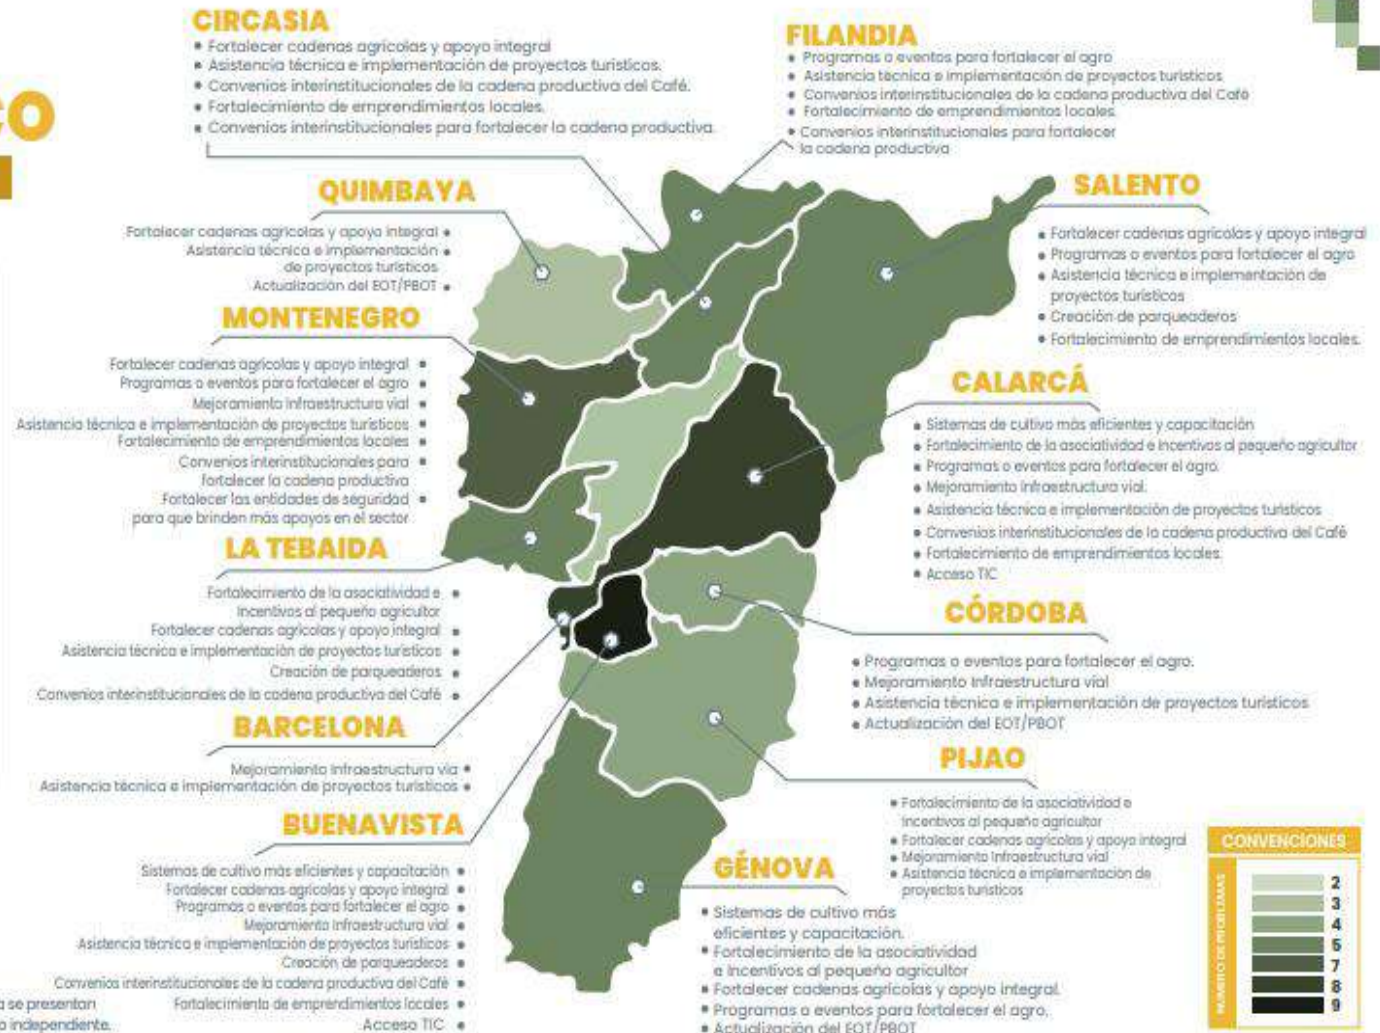 co
CIRCASIA
• Fortalecer cadenas agrícolas y apoyo integral
• Asistencia técnica e implementación de proyectos turísticos.
• Convenios interinstitucionales de la cadena productiva del Café.
• Fortalecimiento de emprendimientos locales.
• Convenios interinstitucionales para fortalecer la cadena productiva.
FILANDIA
• Programas o eventos para fortalecer el agro
• Asistencia técnica e implementación de proyectos turísticos
• Convenios interinstitucionales de la cadena productiva del Café
• Fortalecimiento de emprendimientos locales.
• Convenios interinstitucionales para fortalecer
la cadena productiva
QUIMBAYA
Fortalecer cadenas agrícolas y apoyo integral •
Asistencia técnica e implementación •
de proyectos turísticos
Actualización del EOT/PBOT •
SALENTO
• Fortalecer cadenas agrícolas y apoyo integral
• Programas o eventos para fortalecer el agro
• Asistencia técnica e implementación de
proyectos turísticos
• Creación de parqueaderos
• Fortalecimiento de emprendimientos locales.
MONTENEGRO
Fortalecer cadenas agrícolas y apoyo integral •
Programas o eventos para fortalecer el agro •
Mejoramiento Infraestructura vial •
Asistencia técnica e implementación de proyectos turísticos •
Fortalecimiento de emprendimientos locales •
Convenios interinstitucionales para •
fortalecer la cadena productiva
Fortalecer las entidades de seguridad •
para que brinden más apoyos en el sector
CALARCÁ
• Sistemas de cultivo más eficientes y capacitación
• Fortalecimiento de la asociatividad e Incentivos al pequeño agricultor
• Programas o eventos para fortalecer el agro.
• Mejoramiento Infraestructura vial.
• Asistencia técnica e implementación de proyectos turísticos
• Convenios interinstitucionales de la cadena productiva del Café
• Fortalecimiento de emprendimientos locales.
• Acceso TIC
LA TEBAIDA
Fortalecimiento de la asociatividad e •
Incentivos al pequeño agricultor
Fortalecer cadenas agrícolas y apoyo integral •
Asistencia técnica e implementación de proyectos turísticos •
Creación de parqueaderos •
Convenios interinstitucionales de la cadena productiva del Café •
CÓRDOBA
• Programas o eventos para fortalecer el agro.
• Mejoramiento Infraestructura vial
• Asistencia técnica e implementación de proyectos turísticos
• Actualización del EOT/PBOT
BARCELONA
Mejoramiento Infraestructura via •
Asistencia técnica e implementación de proyectos turísticos •
PIJAO
• Fortalecimiento de la asociatividad e
Incentivos al pequeño agricultor
• Fortalecer cadenas agrícolas y apoyo integral
• Mejoramiento Infraestructura vial
• Asistencia técnica e implementación de
proyectos turísticos
BUENAVISTA
Sistemas de cultivo más eficientes y capacitación •
Fortalecer cadenas agrícolas y apoyo integral •
Programas o eventos para fortalecer el agro •
Mejoramiento Infraestructura vial •
Asistencia técnica e implementación de proyectos turísticos •
Creación de parqueaderos •
Convenios interinstitucionales de la cadena productiva del Café •
Fortalecimiento de emprendimientos locales •
Acceso TIC •
GÉNOVA
• Sistemas de cultivo más
eficientes y capacitación.
• Fortalecimiento de la asociatividad
e Incentivos al pequeño agricultor
• Fortalecer cadenas agrícolas y apoyo integral.
• Programas o eventos para fortalecer el agro.
• Actualización del EOT/PBOT
CONVENCIONES
NÚMERO DE PROBLEMAS
2
3
4
5
7
8
9
a se presentan
o independiente.